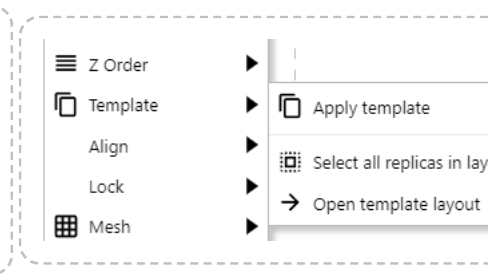 Z Order
Template
Align
Lock
Mesh
Apply template
Select all replicas in lay
Open template layout